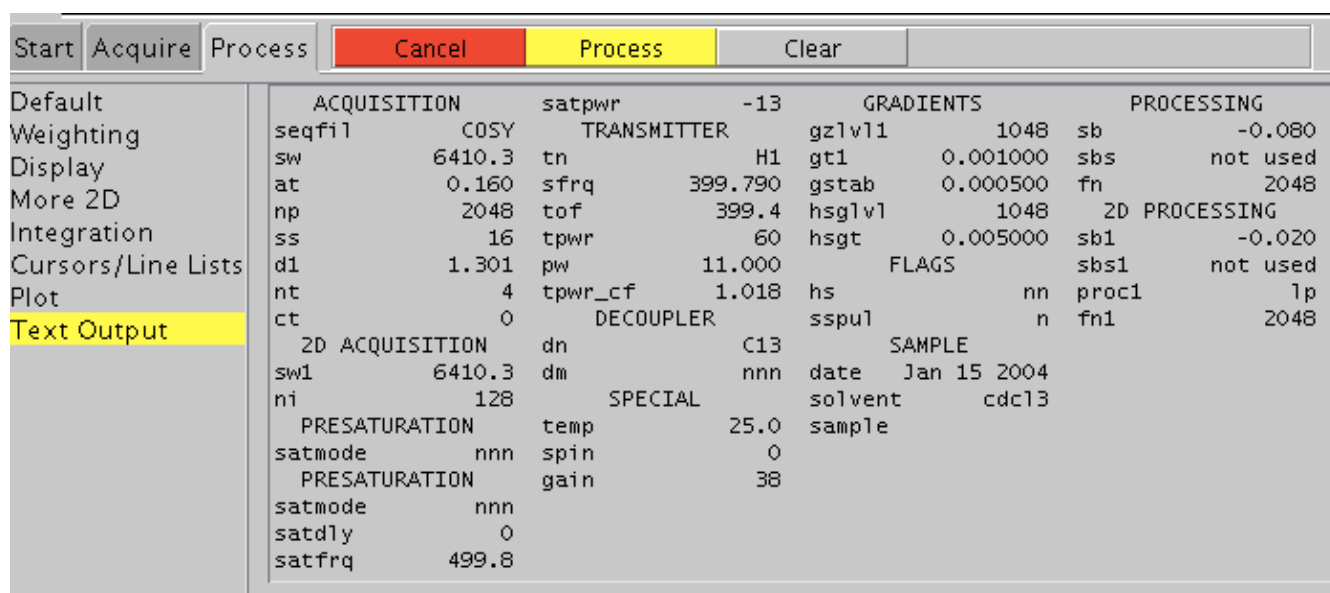 Start Acquire Process Cancel Process Clear
Default
Weighting
Display
More 2D
Integration
Cursors/Line Lists
Plot
Text Output
ACQUISITION
seqfil COSY
sw 6410.3
at 0.160
np 2048
ss 16
d1 1.301
nt 4
ct 0
2D ACQUISITION
sw1 6410.3
ni 128
PRESATURATION
satmode nnn
PRESATURATION
satmode nnn
satdly 0
satfrq 499.8
satpwr -13
TRANSMITTER
tn H1
sfrq 399.790
tof 399.4
tpwr 60
pw 11.000
tpwr_cf 1.018
DECOUPLER
dn C13
dm nnn
SPECIAL
temp 25.0
spin 0
gain 38
GRADIENTS
gzlvl1 1048
gt1 0.001000
gstab 0.000500
hsglvl 1048
hsgt 0.005000
FLAGS
hs nn
sspul n
SAMPLE
date Jan 15 2004
solvent cdcl3
sample
PROCESSING
sb -0.080
sbs not used
fn 2048
2D PROCESSING
sb1 -0.020
sbs1 not used
proc1 lp
fn1 2048